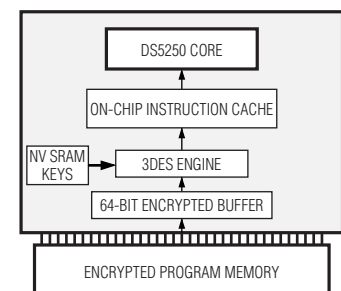 DS5250 CORE
ON-CHIP INSTRUCTION CACHE
NV SRAM
KEYS
3DES ENGINE
64-BIT ENCRYPTED BUFFER
ENCRYPTED PROGRAM MEMORY